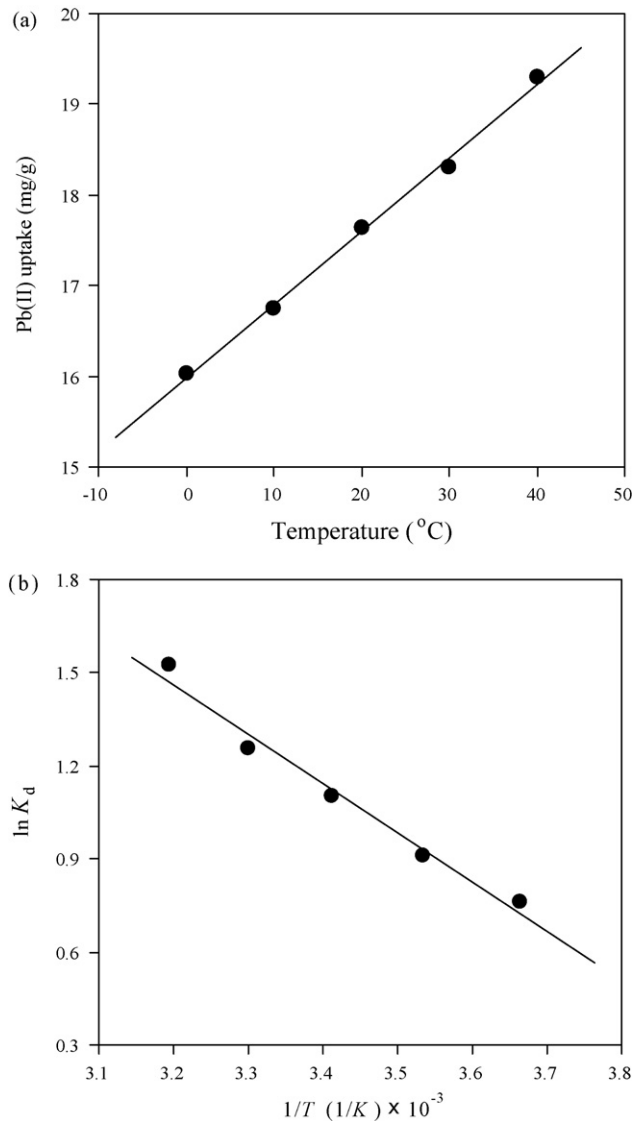 (a)
20
19
18
17
16
15
Pb(II) uptake (mg/g)
-10 0 10 20 30 40 50
Temperature (°C)
(b)
1.8
1.5
1.2
0.9
0.6
0.3
ln Kd
3.1 3.2 3.3 3.4 3.5 3.6 3.7 3.8
1/T (1/K) × 10⁻³